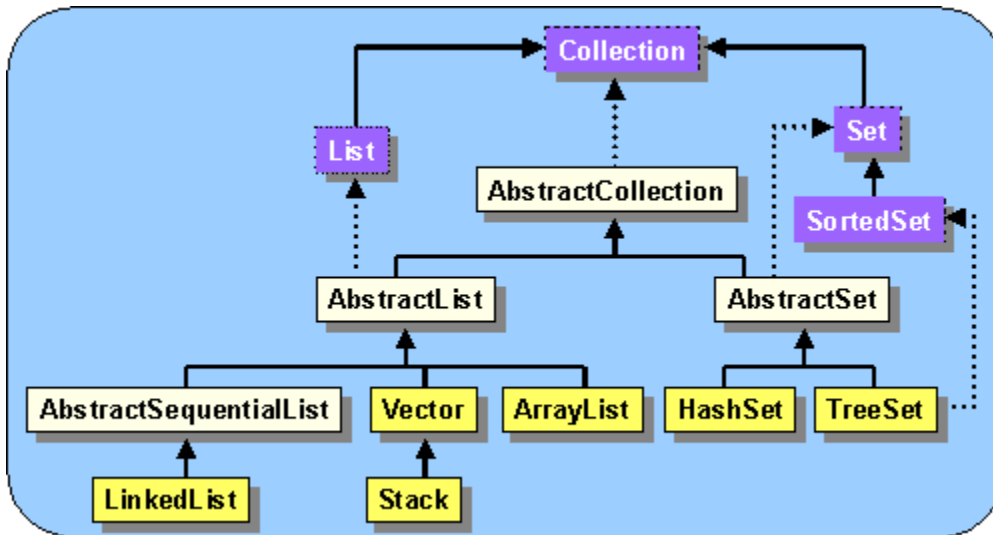 Collection
List
Set
AbstractCollection
SortedSet
AbstractList
AbstractSet
AbstractSequentialList
Vector
ArrayList
HashSet
TreeSet
LinkedList
Stack